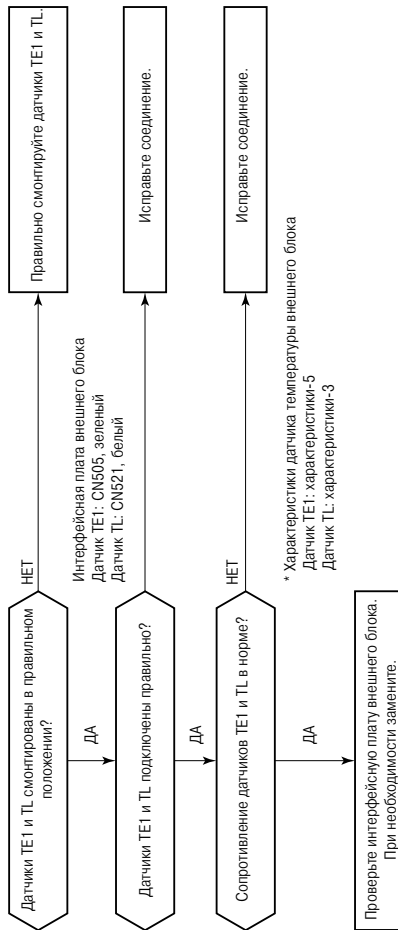 Датчики TE1 и TL смонтированы в правильном
положении?
НЕТ
Правильно смонтируйте датчики TE1 и TL.
ДА
Интерфейсная плата внешнего блока
Датчик TE1: CN505, зеленый
Датчик TL: CN521, белый
Датчики TE1 и TL подключены правильно?
Исправьте соединение.
ДА
Сопротивление датчиков TE1 и TL в норме?
НЕТ
Исправьте соединение.
* Характеристики датчика температуры внешнего блока
Датчик TE1: характеристики-5
Датчик TL: характеристики-3
ДА
Проверьте интерфейсную плату внешнего блока.
При необходимости замените.